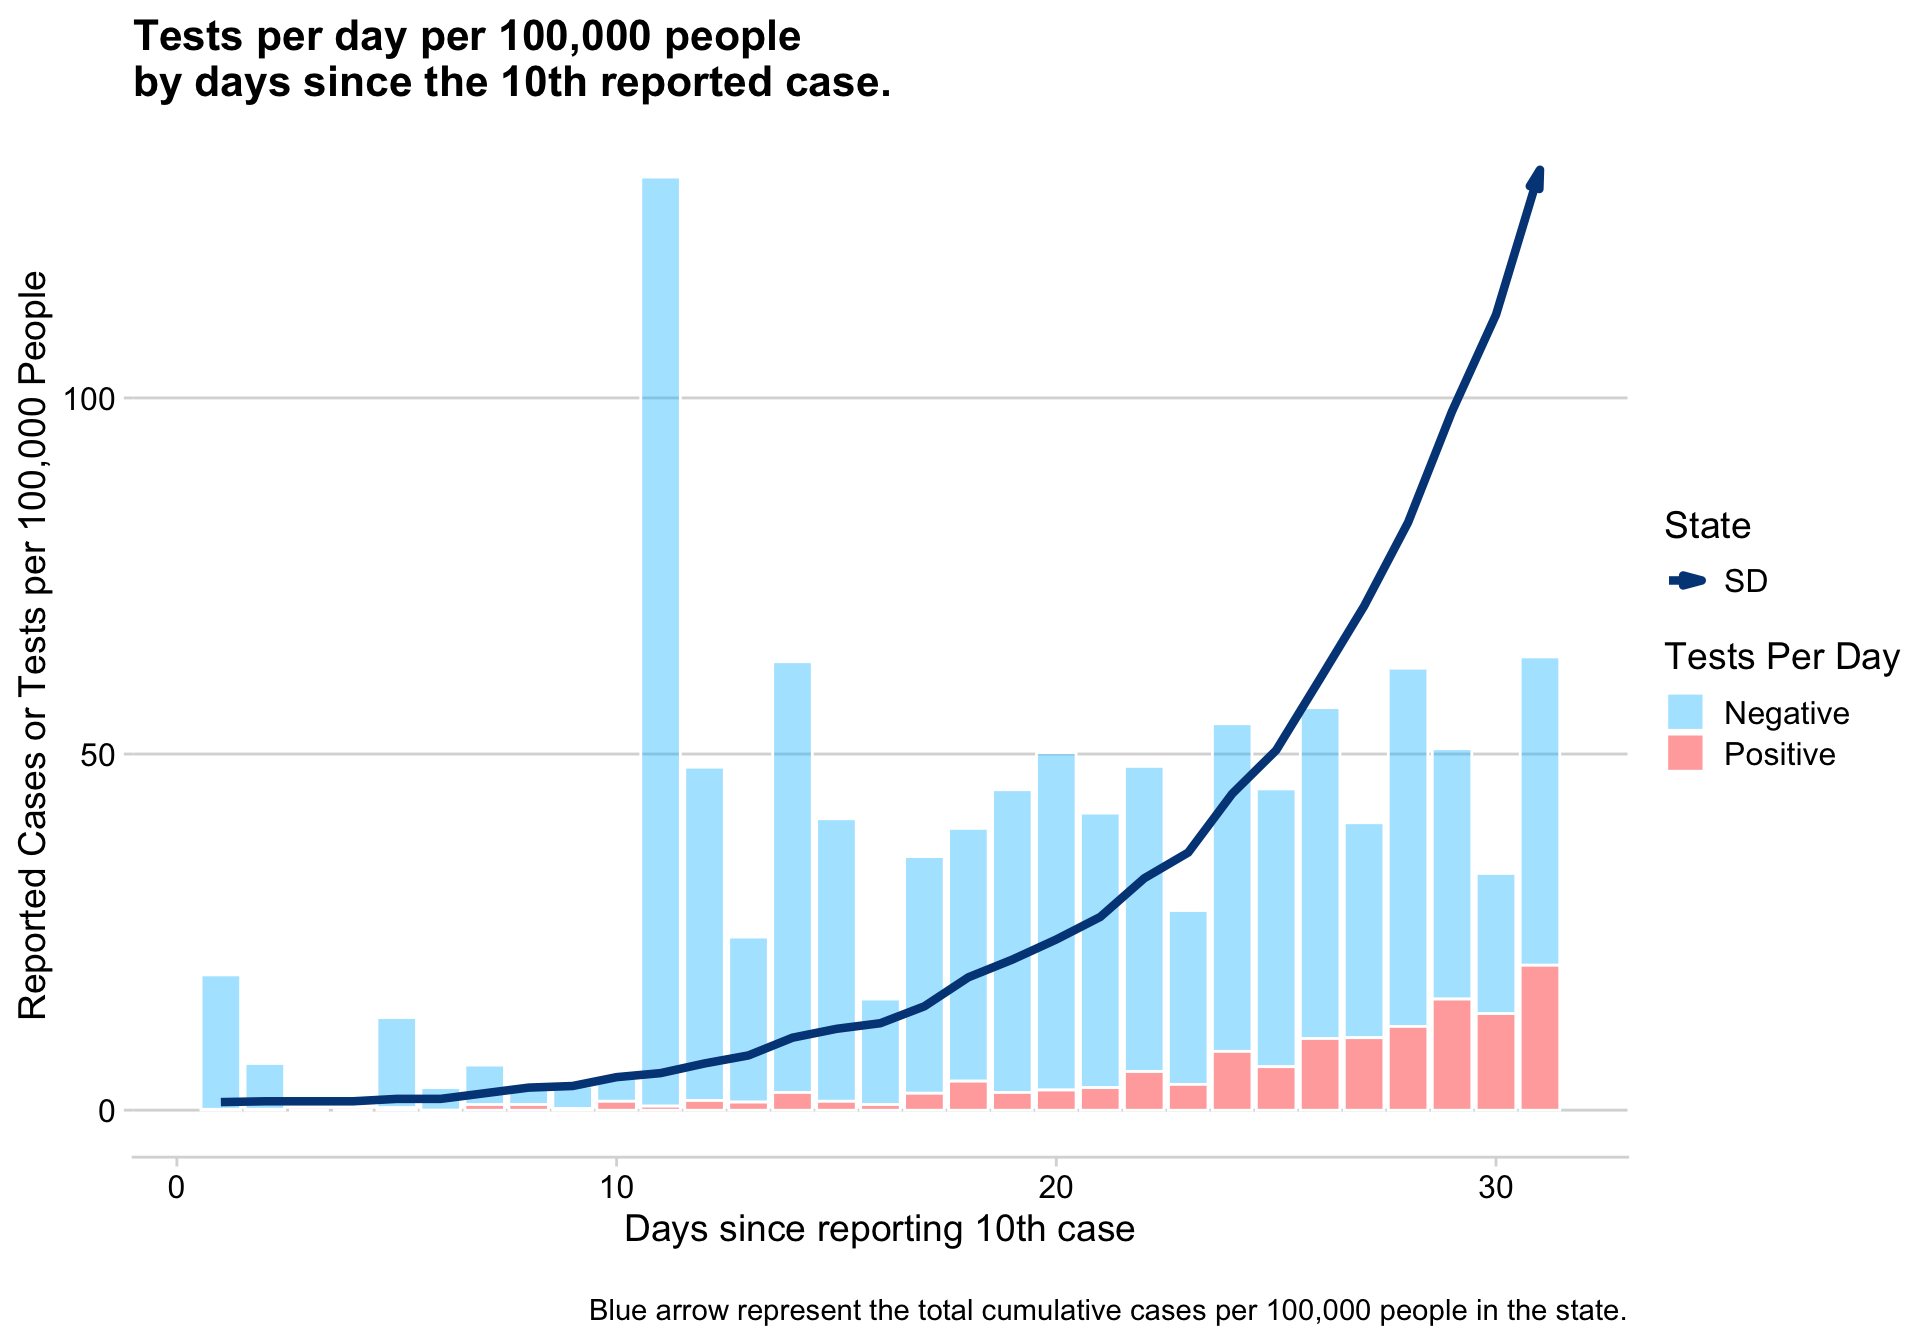 Tests per day per 100,000 people
by days since the 10th reported case.
Reported Cases or Tests per 100,000 People
100
50
0
0
10
20
30
Days since reporting 10th case
State
SD
Tests Per Day
Negative
Positive
Blue arrow represent the total cumulative cases per 100,000 people in the state.